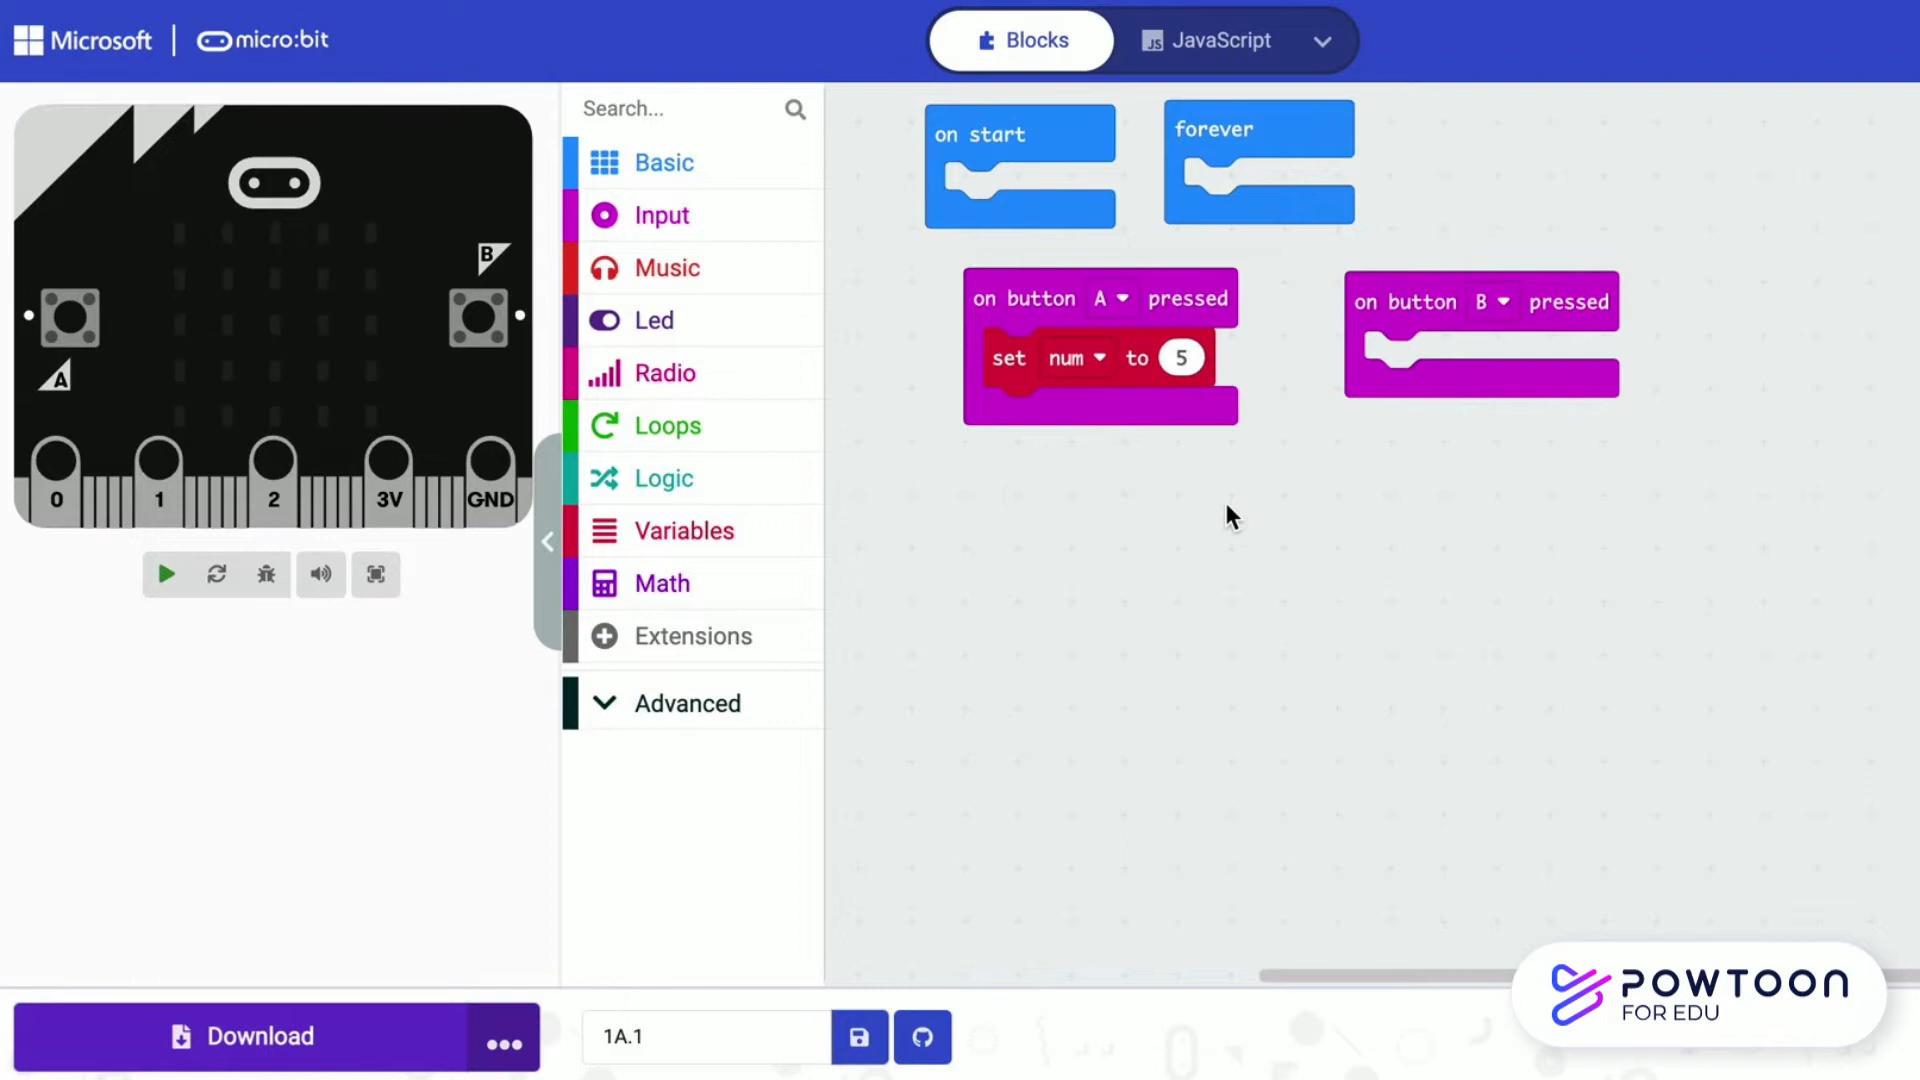 Microsoft | micro:bit
Blocks
JavaScript
B
A
0 1 2 3V GND
Search...
Basic
Input
Music
Led
Radio
Loops
Logic
Variables
Math
Extensions
Advanced
on start
forever
on button A pressed
set num to 5
on button B pressed
Download
1A.1
POWTOON
FOR EDU